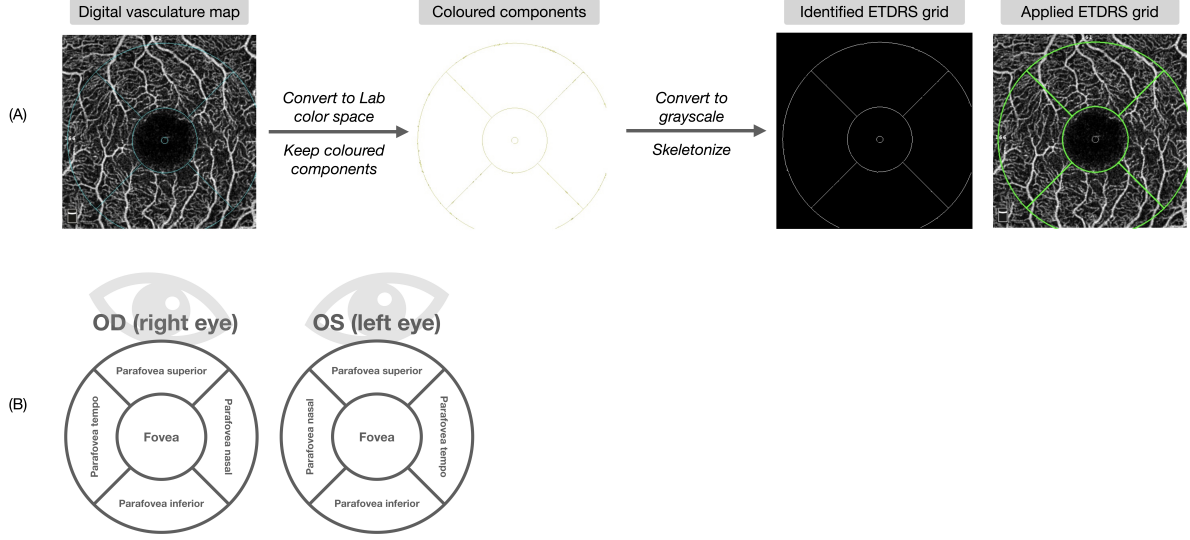 Digital vasculature map
Coloured components
Identified ETDRS grid
Applied ETDRS grid
(A)
Convert to Lab
color space
Keep coloured
components
Convert to
grayscale
Skeletonize
(B)
OD (right eye)
Parafovea superior
Parafovea tempo
Fovea
Parafovea nasal
Parafovea inferior
OS (left eye)
Parafovea superior
Parafovea nasal
Fovea
Parafovea tempo
Parafovea inferior